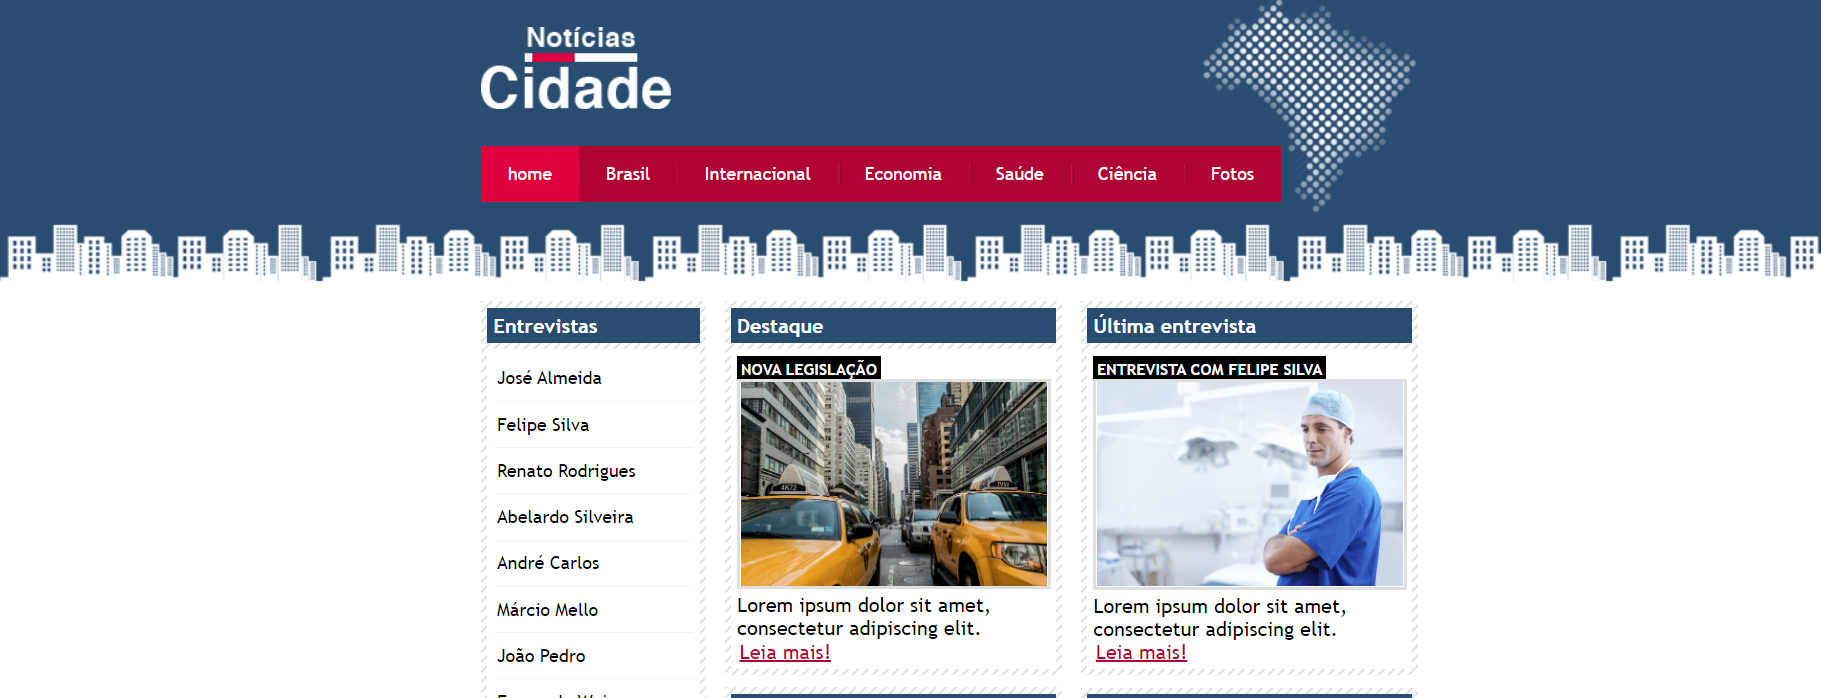 Notícias
Cidade
home Brasil Internacional Economia Saúde Ciência Fotos
Entrevistas
José Almeida
Felipe Silva
Renato Rodrigues
Abelardo Silveira
André Carlos
Márcio Mello
João Pedro
Destaque
NOVA LEGISLAÇÃO
4K72
Lorem ipsum dolor sit amet,
consectetur adipiscing elit.
Leia mais!
Última entrevista
ENTREVISTA COM FELIPE SILVA
Lorem ipsum dolor sit amet,
consectetur adipiscing elit.
Leia mais!